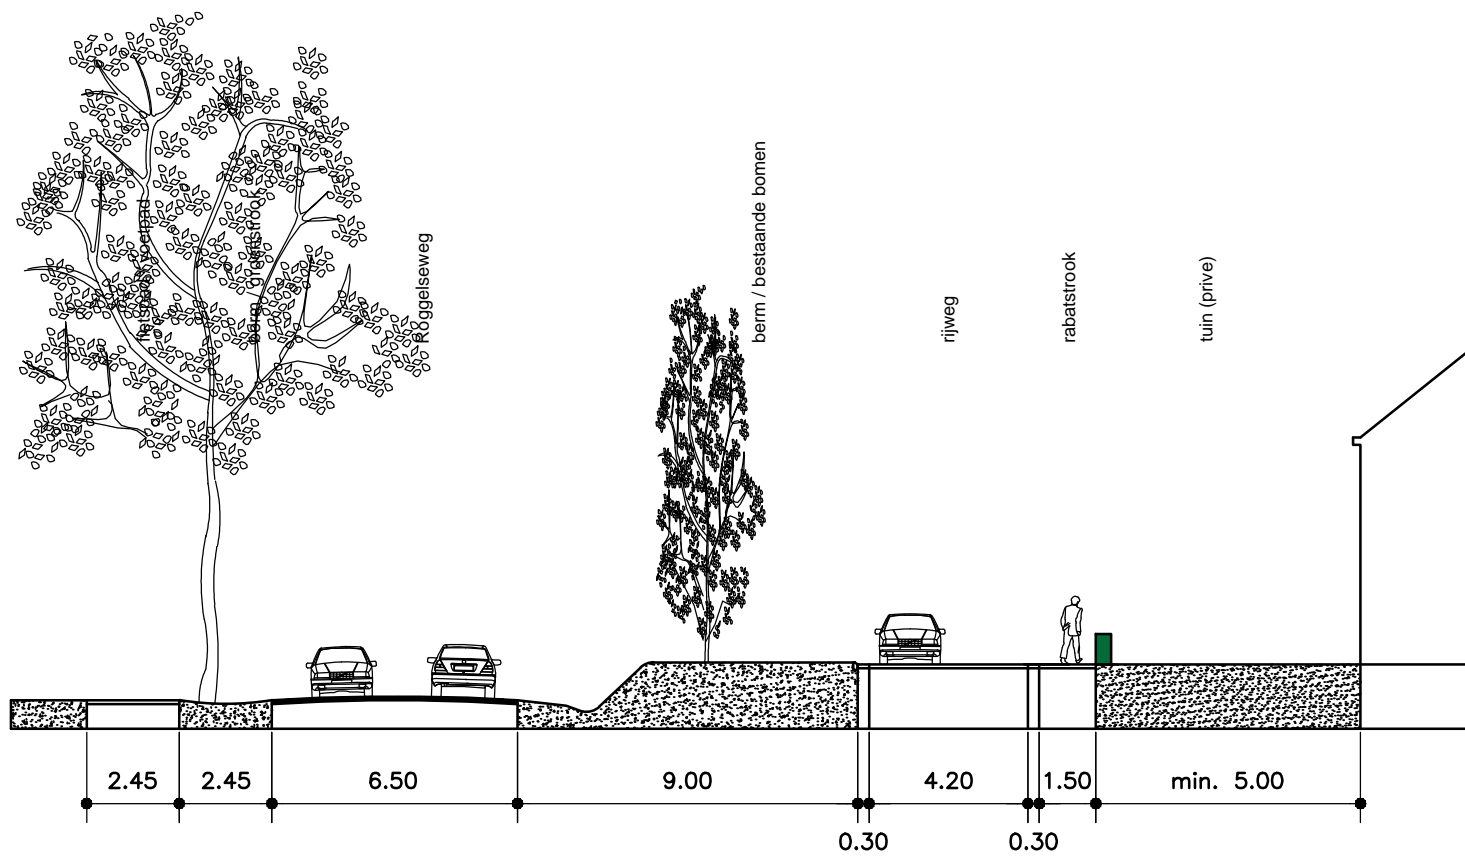 fietspad / voetpad
berm / groenstrook
Roggelseweg
berm / bestaande bomen
rijweg
rabatstrook
tuin (prive)
2.45
2.45
6.50
9.00
0.30
4.20
0.30
1.50
min. 5.00